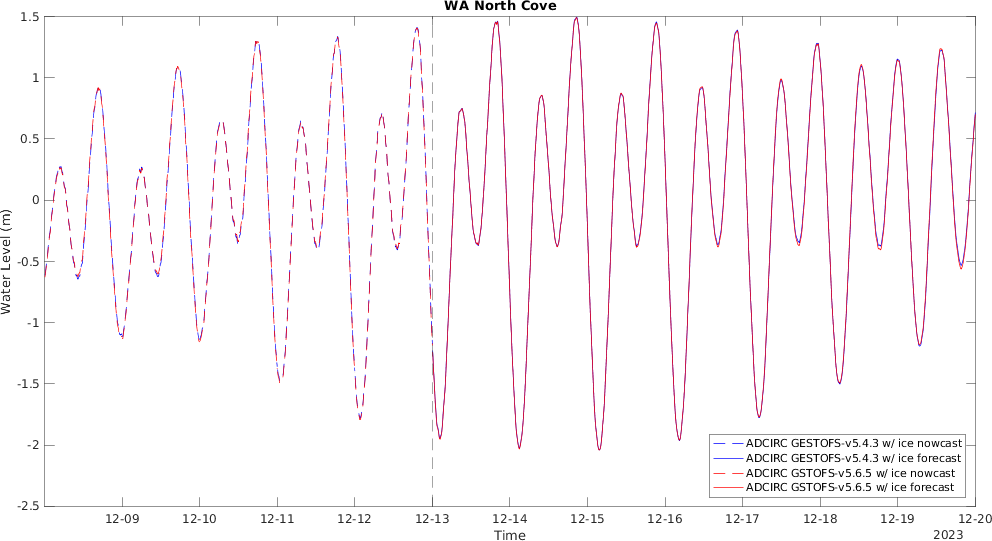 WA North Cove
Water Level (m)
1.5
1
0.5
0
-0.5
-1
-1.5
-2
-2.5
12-09 12-10 12-11 12-12 12-13 12-14 12-15 12-16 12-17 12-18 12-19 12-20
Time
2023
ADCIRC GESTOFS-v5.4.3 w/ ice nowcast
ADCIRC GESTOFS-v5.4.3 w/ ice forecast
ADCIRC GSTOFS-v5.6.5 w/ ice nowcast
ADCIRC GSTOFS-v5.6.5 w/ ice forecast